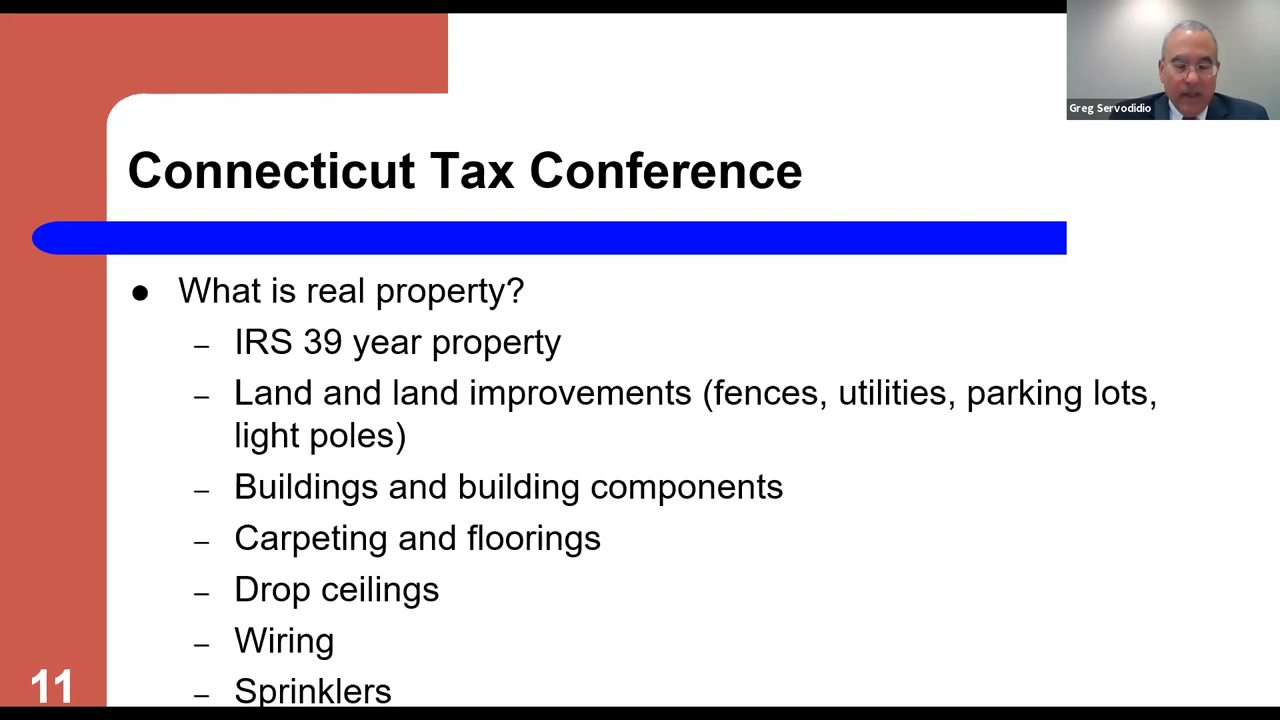 Greg Servodidio
Connecticut Tax Conference
● What is real property?
– IRS 39 year property
– Land and land improvements (fences, utilities, parking lots,
light poles)
– Buildings and building components
– Carpeting and floorings
– Drop ceilings
– Wiring
– Sprinklers
11